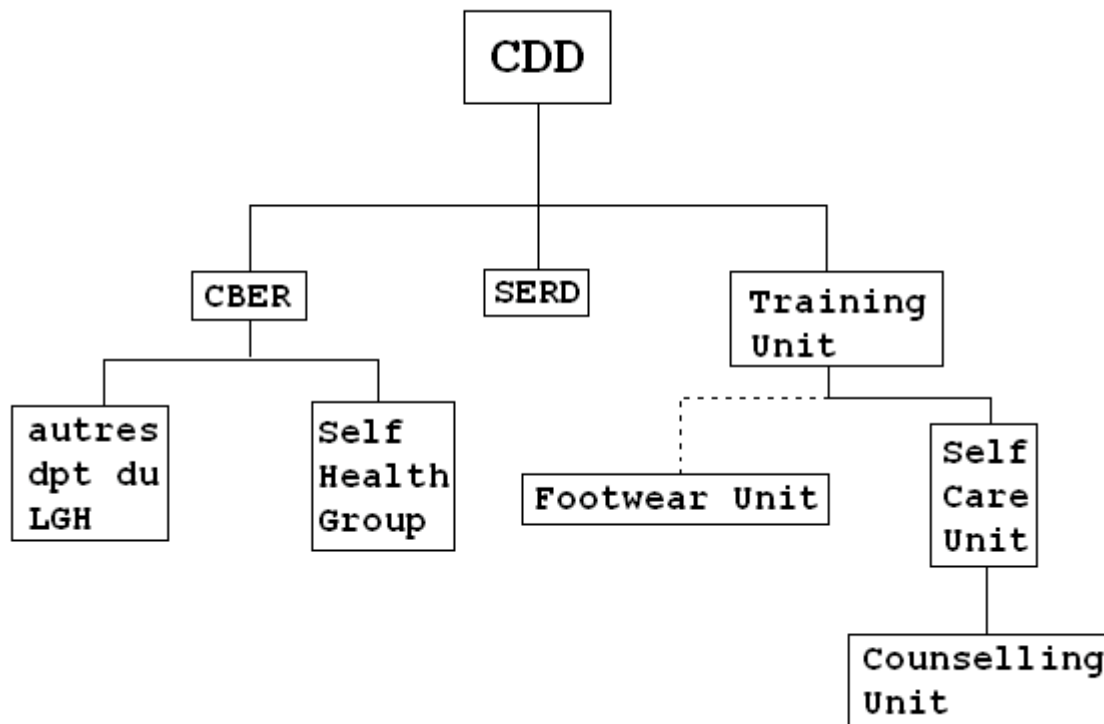 CDD
CBER
SERD
Training
Unit
autres
dpt du
LGH
Self
Health
Group
Footwear Unit
Self
Care
Unit
Counselling
Unit